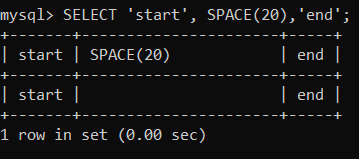 mysql> SELECT 'start', SPACE(20),'end';
+-------+----------------------+-----+
| start | SPACE(20)            | end |
+-------+----------------------+-----+
| start |                      | end |
+-------+----------------------+-----+
1 row in set (0.00 sec)